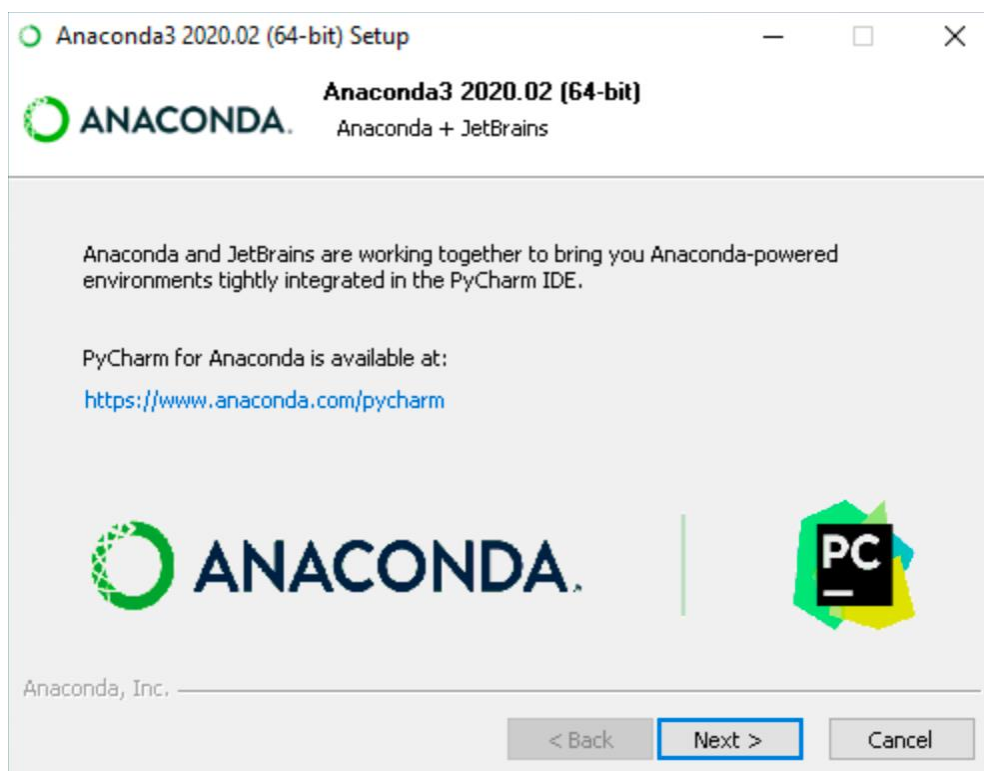 Anaconda3 2020.02 (64-bit) Setup
ANACONDA.
Anaconda3 2020.02 (64-bit)
Anaconda + JetBrains
Anaconda and JetBrains are working together to bring you Anaconda-powered
environments tightly integrated in the PyCharm IDE.
PyCharm for Anaconda is available at:
https://www.anaconda.com/pycharm
ANACONDA.
PC
Anaconda, Inc.
< Back
Next >
Cancel